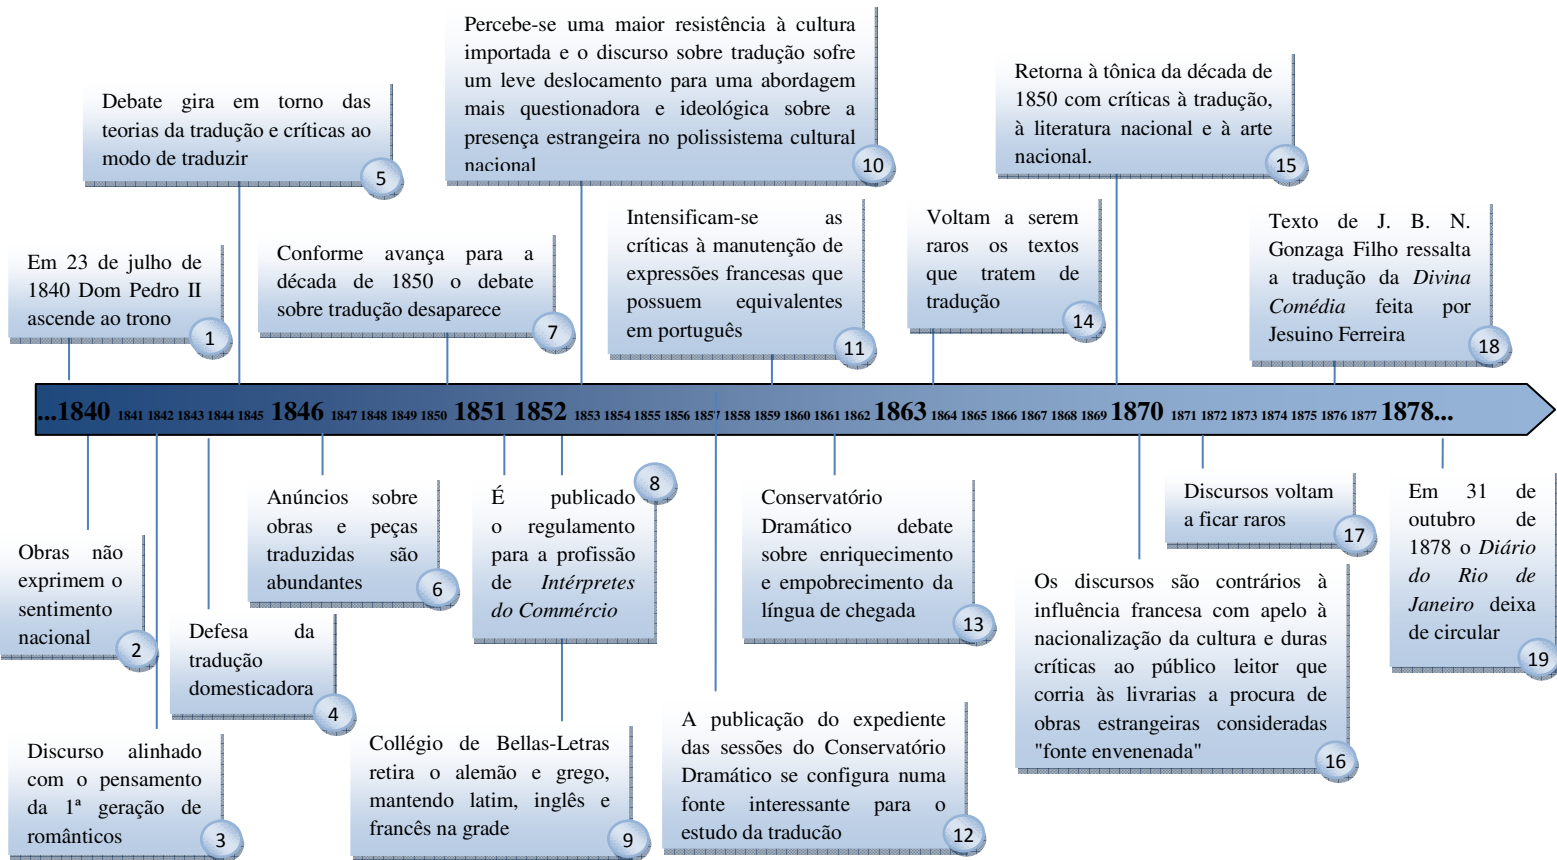 Percebe-se uma maior resistência à cultura
importada e o discurso sobre tradução sofre
um leve deslocamento para uma abordagem
mais questionadora e ideológica sobre a
presença estrangeira no polissistema cultural
nacional
10
Debate gira em torno das
teorias da tradução e críticas ao
modo de traduzir
5
Retorna à tônica da década de
1850 com críticas à tradução,
à literatura nacional e à arte
nacional.
15
Em 23 de julho de
1840 Dom Pedro II
ascende ao trono
1
Conforme avança para a
década de 1850 o debate
sobre tradução desaparece
7
Intensificam-se as
críticas à manutenção de
expressões francesas que
possuem equivalentes
em português
11
Voltam a serem
raros os textos
que tratem de
tradução
14
Texto de J. B. N.
Gonzaga Filho ressalta
a tradução da Divina
Comédia feita por
Jesuino Ferreira
18
...1840 1841 1842 1843 1844 1845 1846 1847 1848 1849 1850 1851 1852 1853 1854 1855 1856 1857 1858 1859 1860 1861 1862 1863 1864 1865 1866 1867 1868 1869 1870 1871 1872 1873 1874 1875 1876 1877 1878...
Obras não
exprimem o
sentimento
nacional
2
Discurso alinhado
com o pensamento
da 1ª geração de
românticos
3
Defesa da
tradução
domesticadora
4
Anúncios sobre
obras e peças
traduzidas são
abundantes
6
É publicado
o regulamento
para a profissão
de Intérpretes
do Commércio
8
Collégio de Bellas-Letras
retira o alemão e grego,
mantendo latim, inglês e
francês na grade
9
A publicação do expediente
das sessões do Conservatório
Dramático se configura numa
fonte interessante para o
estudo da tradução
12
Conservatório
Dramático debate
sobre enriquecimento
e empobrecimento da
língua de chegada
13
Os discursos são contrários à
influência francesa com apelo à
nacionalização da cultura e duras
críticas ao público leitor que
corria às livrarias a procura de
obras estrangeiras consideradas
"fonte envenenada"
16
Discursos voltam
a ficar raros
17
Em 31 de
outubro de
1878 o Diário
do Rio de
Janeiro deixa
de circular
19